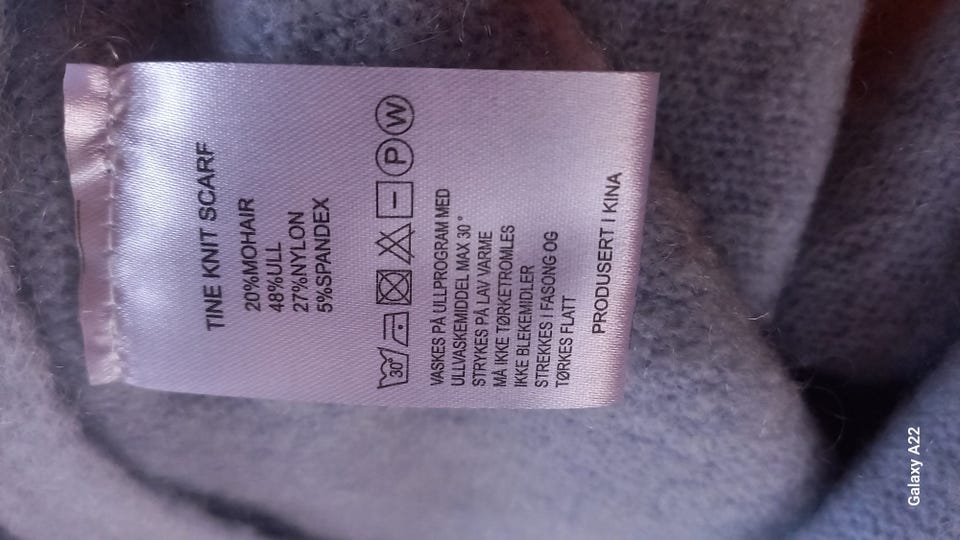 TINE KNIT SCARF
20%MOHAIR
48%ULL
27%NYLON
5%SPANDEX
30° P W
VASKES PÅ ULLPROGRAM MED
ULLVASKEMIDDEL MAX 30°
STRYKES PÅ LAV VARME
MÅ IKKE TØRKETROMLES
IKKE BLEKEMIDLER
STREKKES I FASONG OG
TØRKES FLATT
PRODUSERT I KINA
Galaxy A22